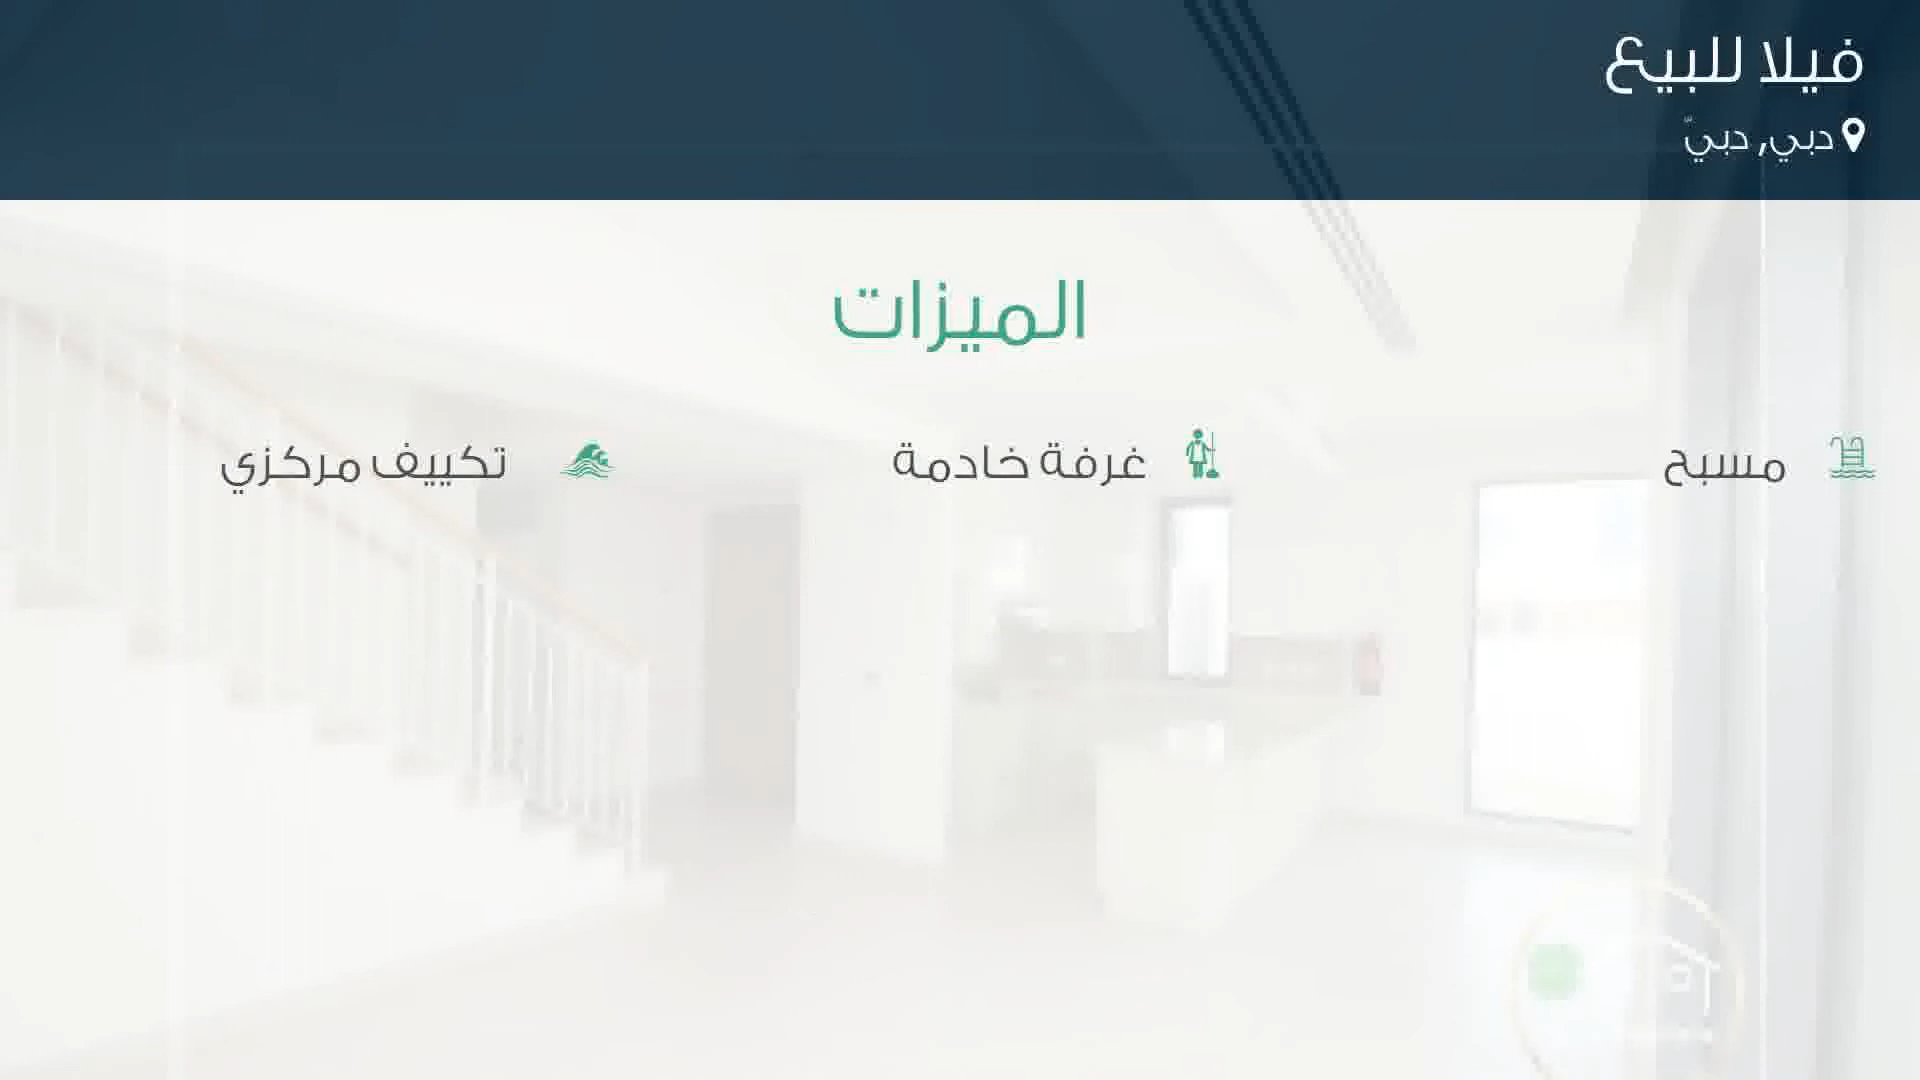 فيلا للبيع
دبي, دبيّ
الميزات
مسبح
غرفة خادمة
تكييف مركزي